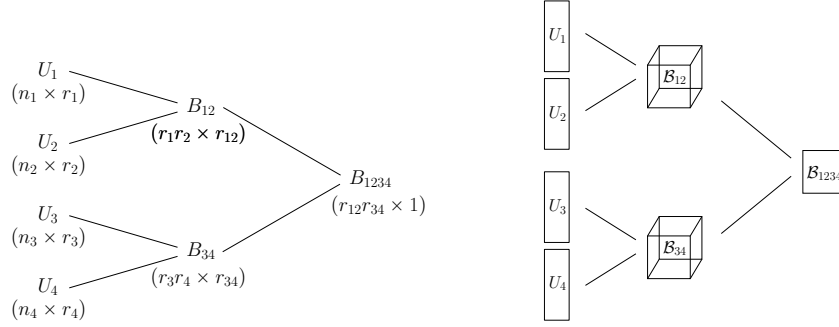 U₁
(n₁ × r₁)
U₂
(n₂ × r₂)
B₁₂
(r₁r₂ × r₁₂)
U₃
(n₃ × r₃)
U₄
(n₄ × r₄)
B₃₄
(r₃r₄ × r₃₄)
B₁₂₃₄
(r₁₂r₃₄ × 1)
U₁
U₂
ℬ₁₂
U₃
U₄
ℬ₃₄
ℬ₁₂₃₄